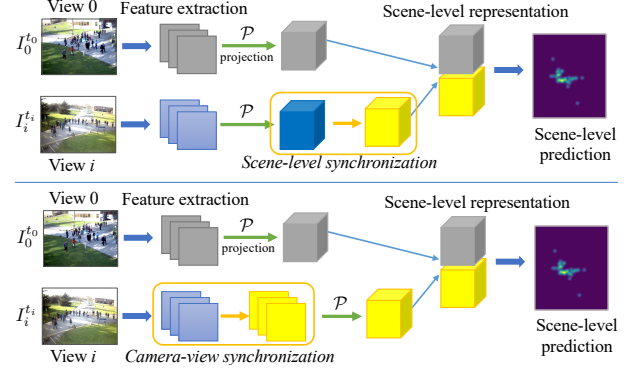 View 0
Feature extraction
Scene-level representation
I_0^{t_0}
𝒫
projection
I_i^{t_i}
𝒫
View i
Scene-level synchronization
Scene-level
prediction
View 0
Feature extraction
Scene-level representation
I_0^{t_0}
𝒫
projection
I_i^{t_i}
𝒫
View i
Camera-view synchronization
Scene-level
prediction